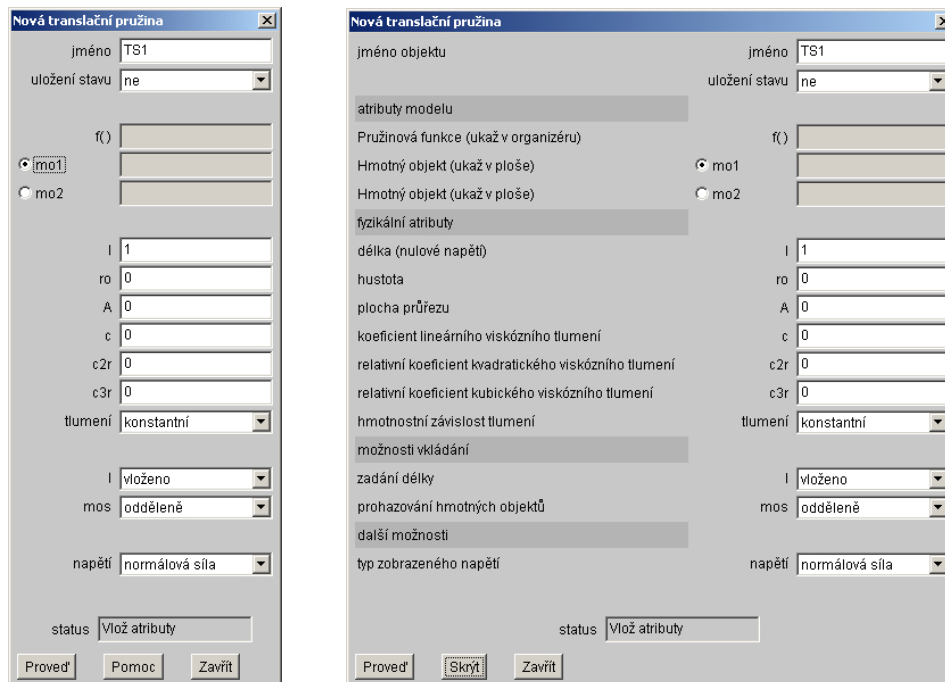 Nová translační pružina
jméno TS1
uložení stavu ne
f()
mo1
mo2
l 1
ro 0
A 0
c 0
c2r 0
c3r 0
tlumení konstantní
l vloženo
mos odděleně
napětí normálová síla
status Vlož atributy
Proveď Pomoc Zavřít
Nová translační pružina
jméno objektu jméno TS1
uložení stavu ne
atributy modelu
Pružinová funkce (ukaž v organizéru) f()
Hmotný objekt (ukaž v ploše) mo1
Hmotný objekt (ukaž v ploše) mo2
fyzikální atributy
délka (nulové napětí) l 1
hustota ro 0
plocha průřezu A 0
koeficient lineárního viskózního tlumení c 0
relativní koeficient kvadratického viskózního tlumení c2r 0
relativní koeficient kubického viskózního tlumení c3r 0
hmotnostní závislost tlumení tlumení konstantní
možnosti vkládání
zadání délky l vloženo
prohazování hmotných objektů mos odděleně
další možnosti
typ zobrazeného napětí napětí normálová síla
status Vlož atributy
Proveď Skrýt Zavřít